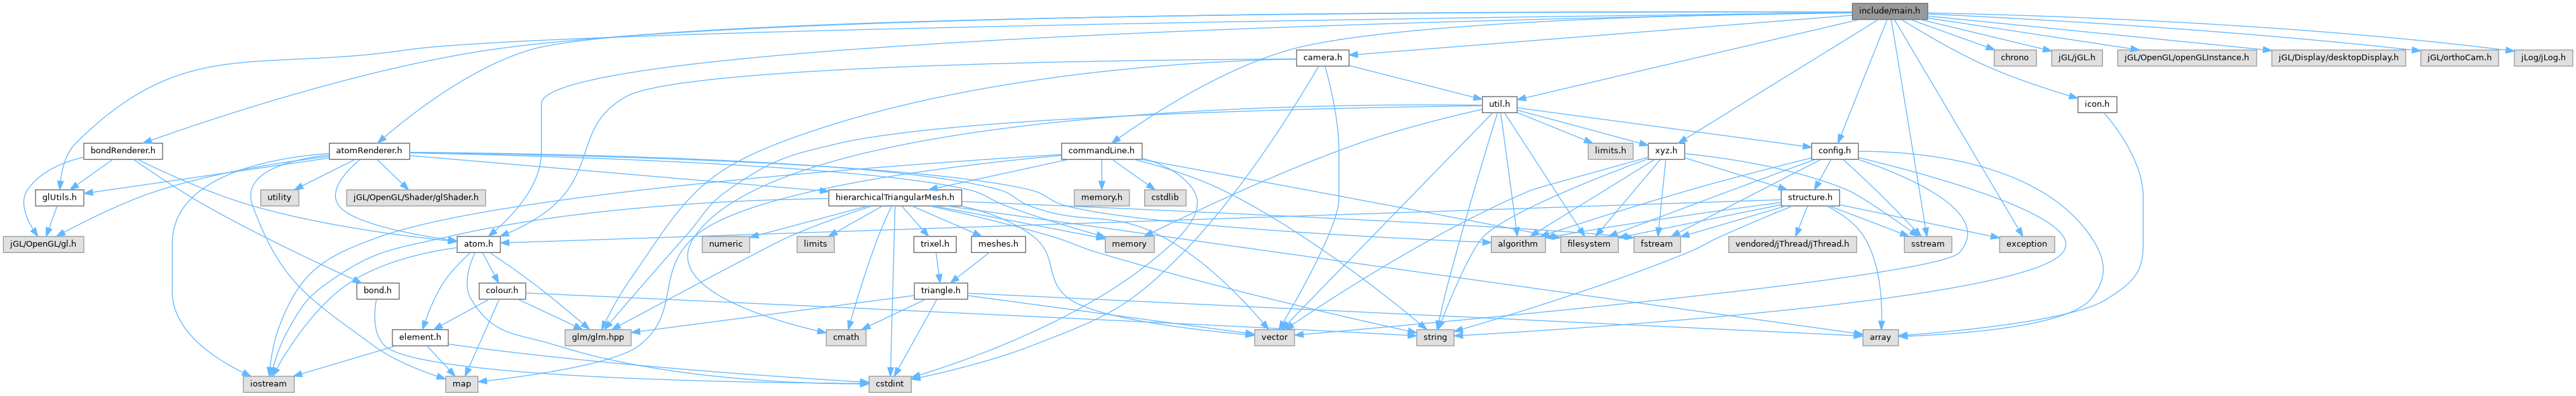 include/main.h
camera.h
chrono
jGL/jGL.h
jGL/OpenGL/openGLInstance.h
jGL/Display/desktopDisplay.h
jGL/orthoCam.h
jLog/jLog.h
util.h
icon.h
bondRenderer.h
atomRenderer.h
commandLine.h
limits.h
xyz.h
config.h
glUtils.h
utility
jGL/OpenGL/Shader/glShader.h
hierarchicalTriangularMesh.h
memory.h
cstdlib
structure.h
jGL/OpenGL/gl.h
atom.h
numeric
limits
trixel.h
meshes.h
memory
algorithm
filesystem
fstream
vendored/jThread/jThread.h
sstream
exception
bond.h
colour.h
triangle.h
element.h
glm/glm.hpp
cmath
vector
string
array
iostream
map
cstdint